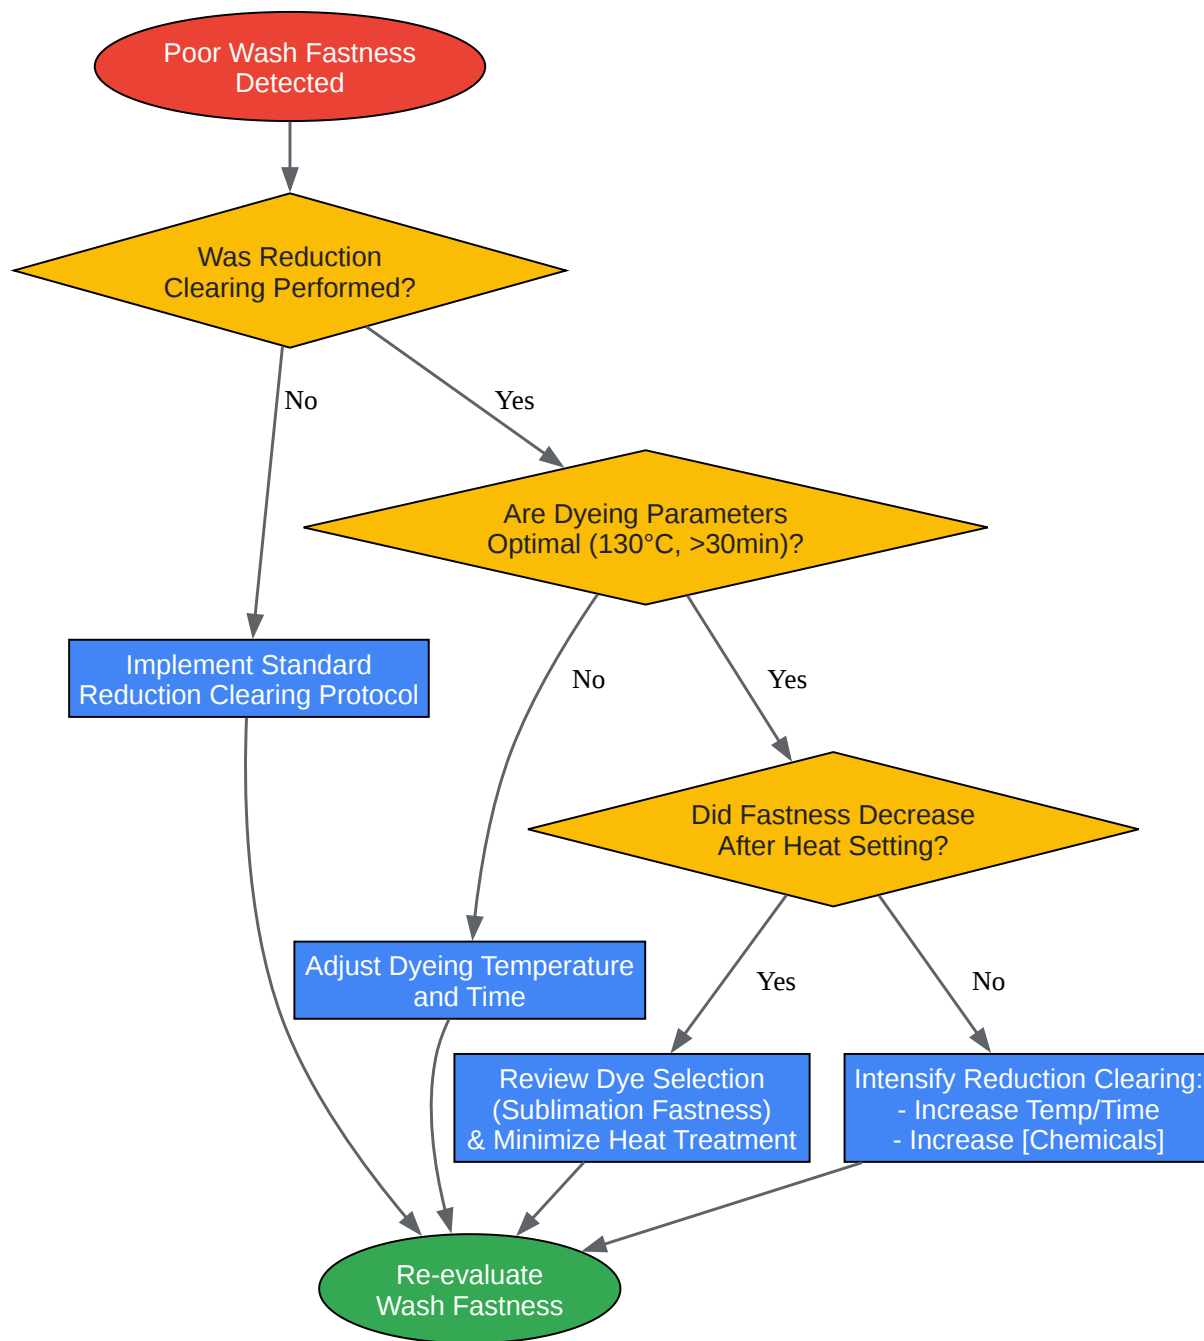 Poor Wash Fastness
Detected
Was Reduction
Clearing Performed?
No
Yes
Are Dyeing Parameters
Optimal (130°C, >30min)?
Implement Standard
Reduction Clearing Protocol
No
Yes
Did Fastness Decrease
After Heat Setting?
Adjust Dyeing Temperature
and Time
Yes
No
Review Dye Selection
(Sublimation Fastness)
& Minimize Heat Treatment
Intensify Reduction Clearing:
- Increase Temp/Time
- Increase [Chemicals]
Re-evaluate
Wash Fastness